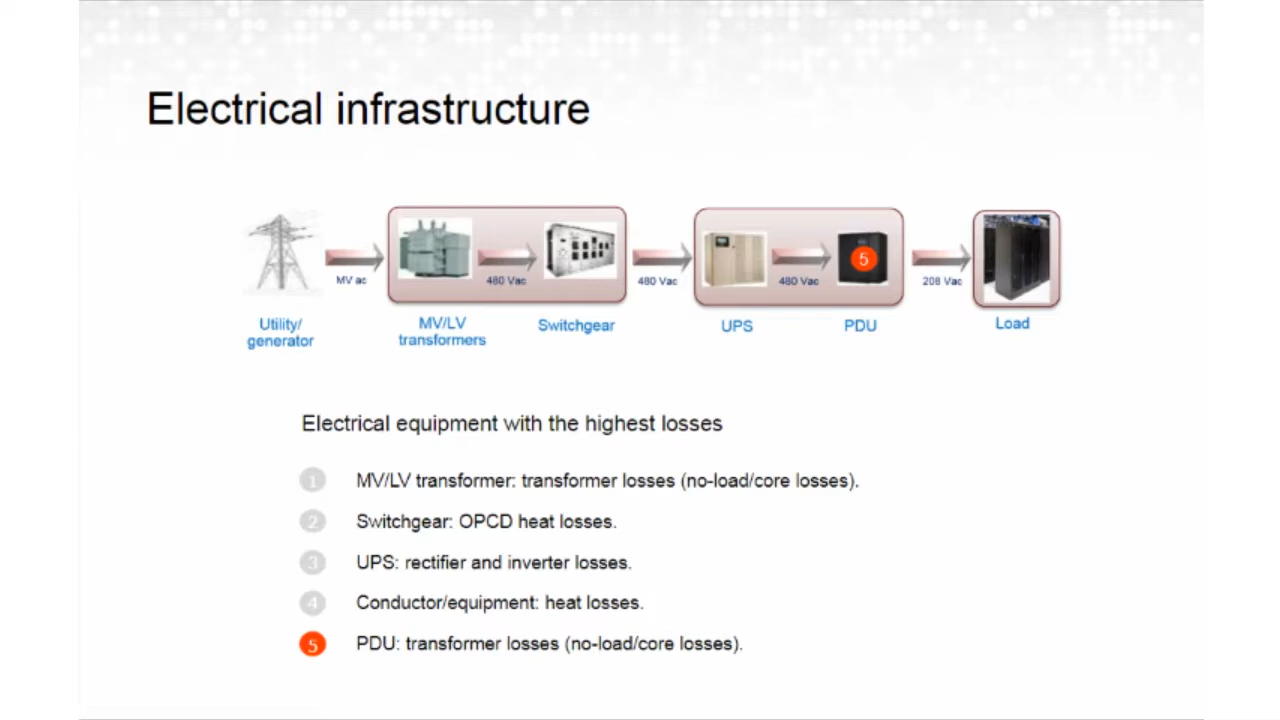 Electrical infrastructure
5
MV ac
480 Vac
480 Vac
480 Vac
208 Vac
Utility/
generator
MV/LV
transformers
Switchgear
UPS
PDU
Load
Electrical equipment with the highest losses
1 MV/LV transformer: transformer losses (no-load/core losses).
2 Switchgear: OPCD heat losses.
3 UPS: rectifier and inverter losses.
4 Conductor/equipment: heat losses.
5 PDU: transformer losses (no-load/core losses).